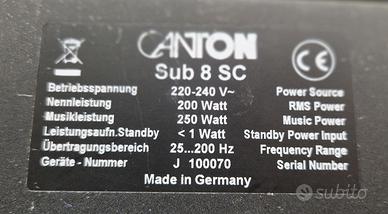 CANTON
Sub 8 SC
Betriebsspannung 220-240 V~ Power Source
Nennleistung 200 Watt RMS Power
Musikleistung 250 Watt Music Power
Leistungsaufn. Standby < 1 Watt Standby Power Input
Übertragungsbereich 25...200 Hz Frequency Range
Geräte - Nummer J 100070 Serial Number
Made in Germany
subito